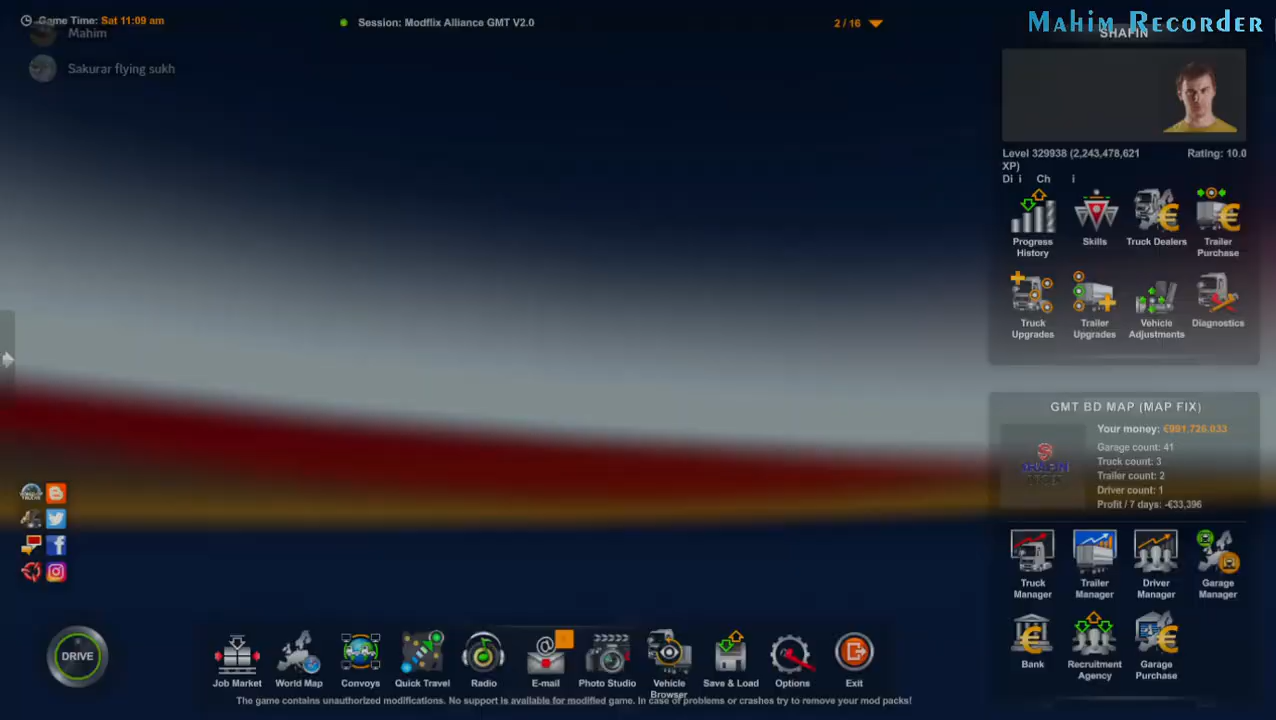 Game Time: Sat 11:09 am
Session: Modflix Alliance GMT V2.0
2 / 16
Mahim Recorder
Mahim
Sakurar flying sukh
SHAFIN
Level 329938 (2,243,478,621 XP)
Rating: 10.0
Progress History
Skills
Truck Dealers
Trailer Purchase
Truck Upgrades
Trailer Upgrades
Vehicle Adjustments
Diagnostics
GMT BD MAP (MAP FIX)
Your money: €991,726,033
SHAFIN
Garage count: 41
Truck count: 3
Trailer count: 2
Driver count: 1
Profit / 7 days: -€33,396
Truck Manager
Trailer Manager
Driver Manager
Garage Manager
Bank
Recruitment Agency
Garage Purchase
DRIVE
Job Market
World Map
Convoys
Quick Travel
Radio
E-mail
Photo Studio
Vehicle Browser
Save & Load
Options
Exit
The game contains unauthorized modifications. No support is available for modified game. In case of problems or crashes try to remove your mod packs!